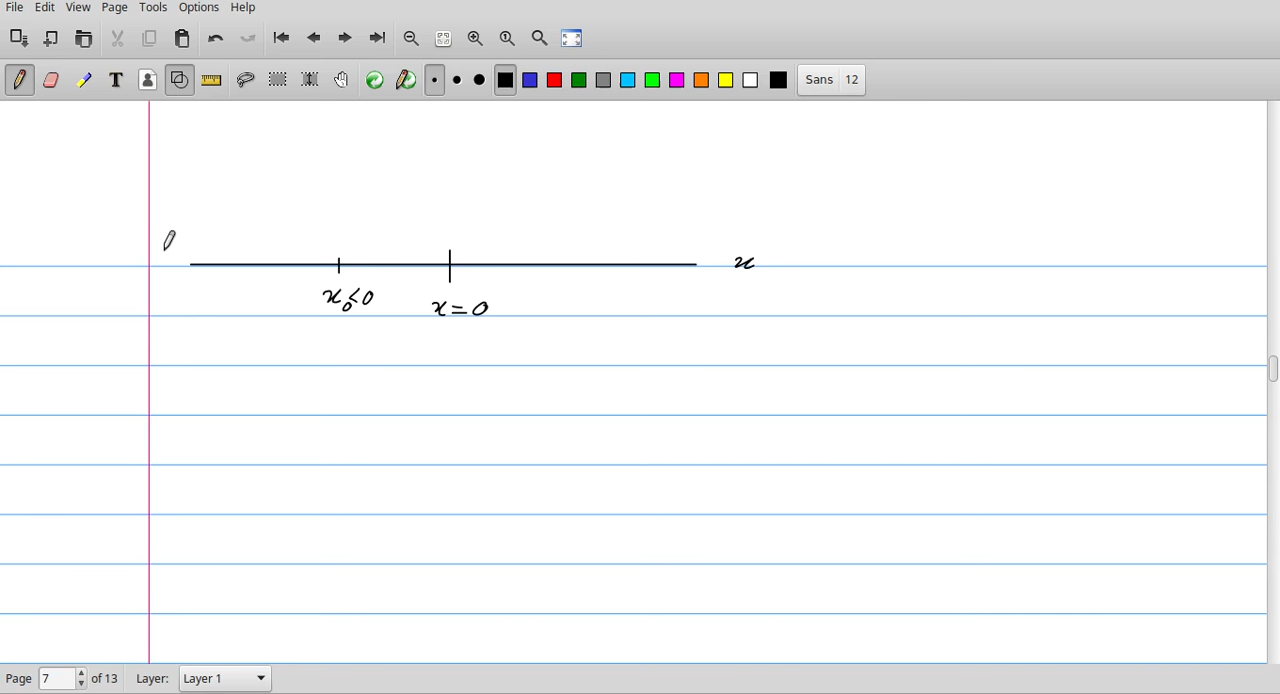 File Edit View Page Tools Options Help
Sans 12
x
x₀<0
x=0
Page 7 of 13 Layer: Layer 1